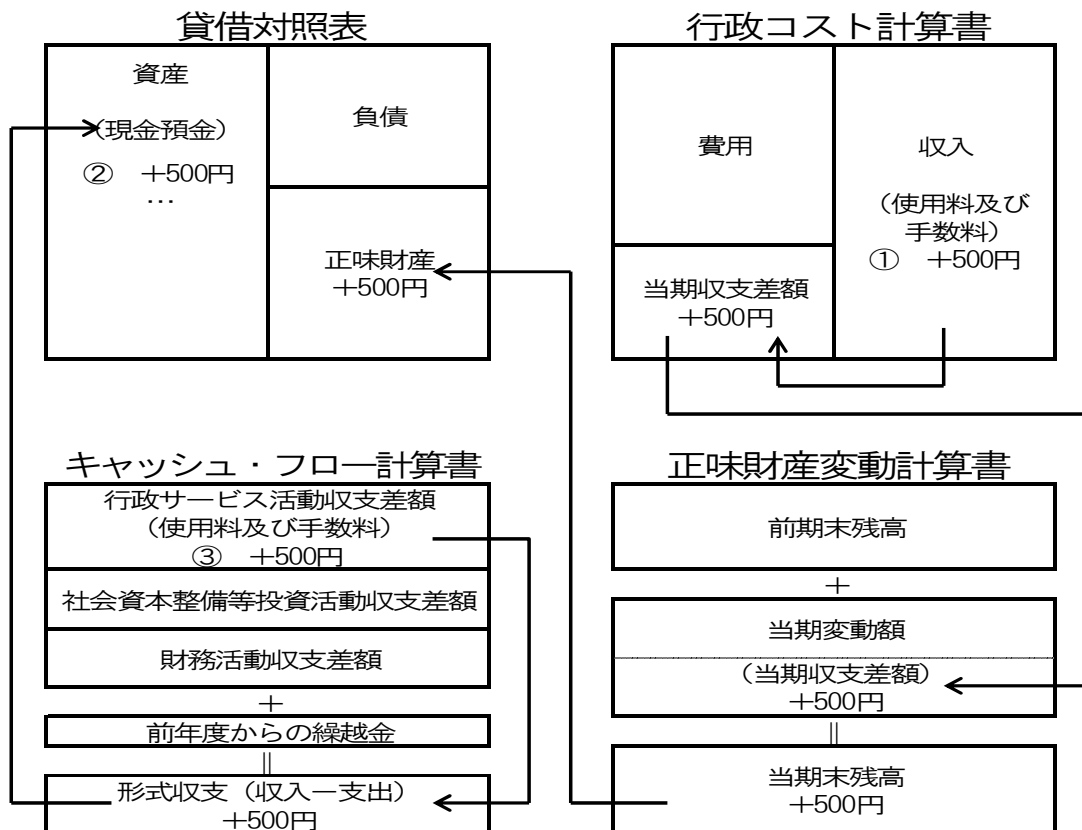 貸借対照表
資産
(現金預金)
② +500円
…
負債
正味財産
+500円
行政コスト計算書
費用
当期収支差額
+500円
収入
(使用料及び
手数料)
① +500円
キャッシュ・フロー計算書
行政サービス活動収支差額
(使用料及び手数料)
③ +500円
社会資本整備等投資活動収支差額
財務活動収支差額
+
前年度からの繰越金
||
形式収支(収入-支出)
+500円
正味財産変動計算書
前期末残高
+
当期変動額
(当期収支差額)
+500円
||
当期末残高
+500円